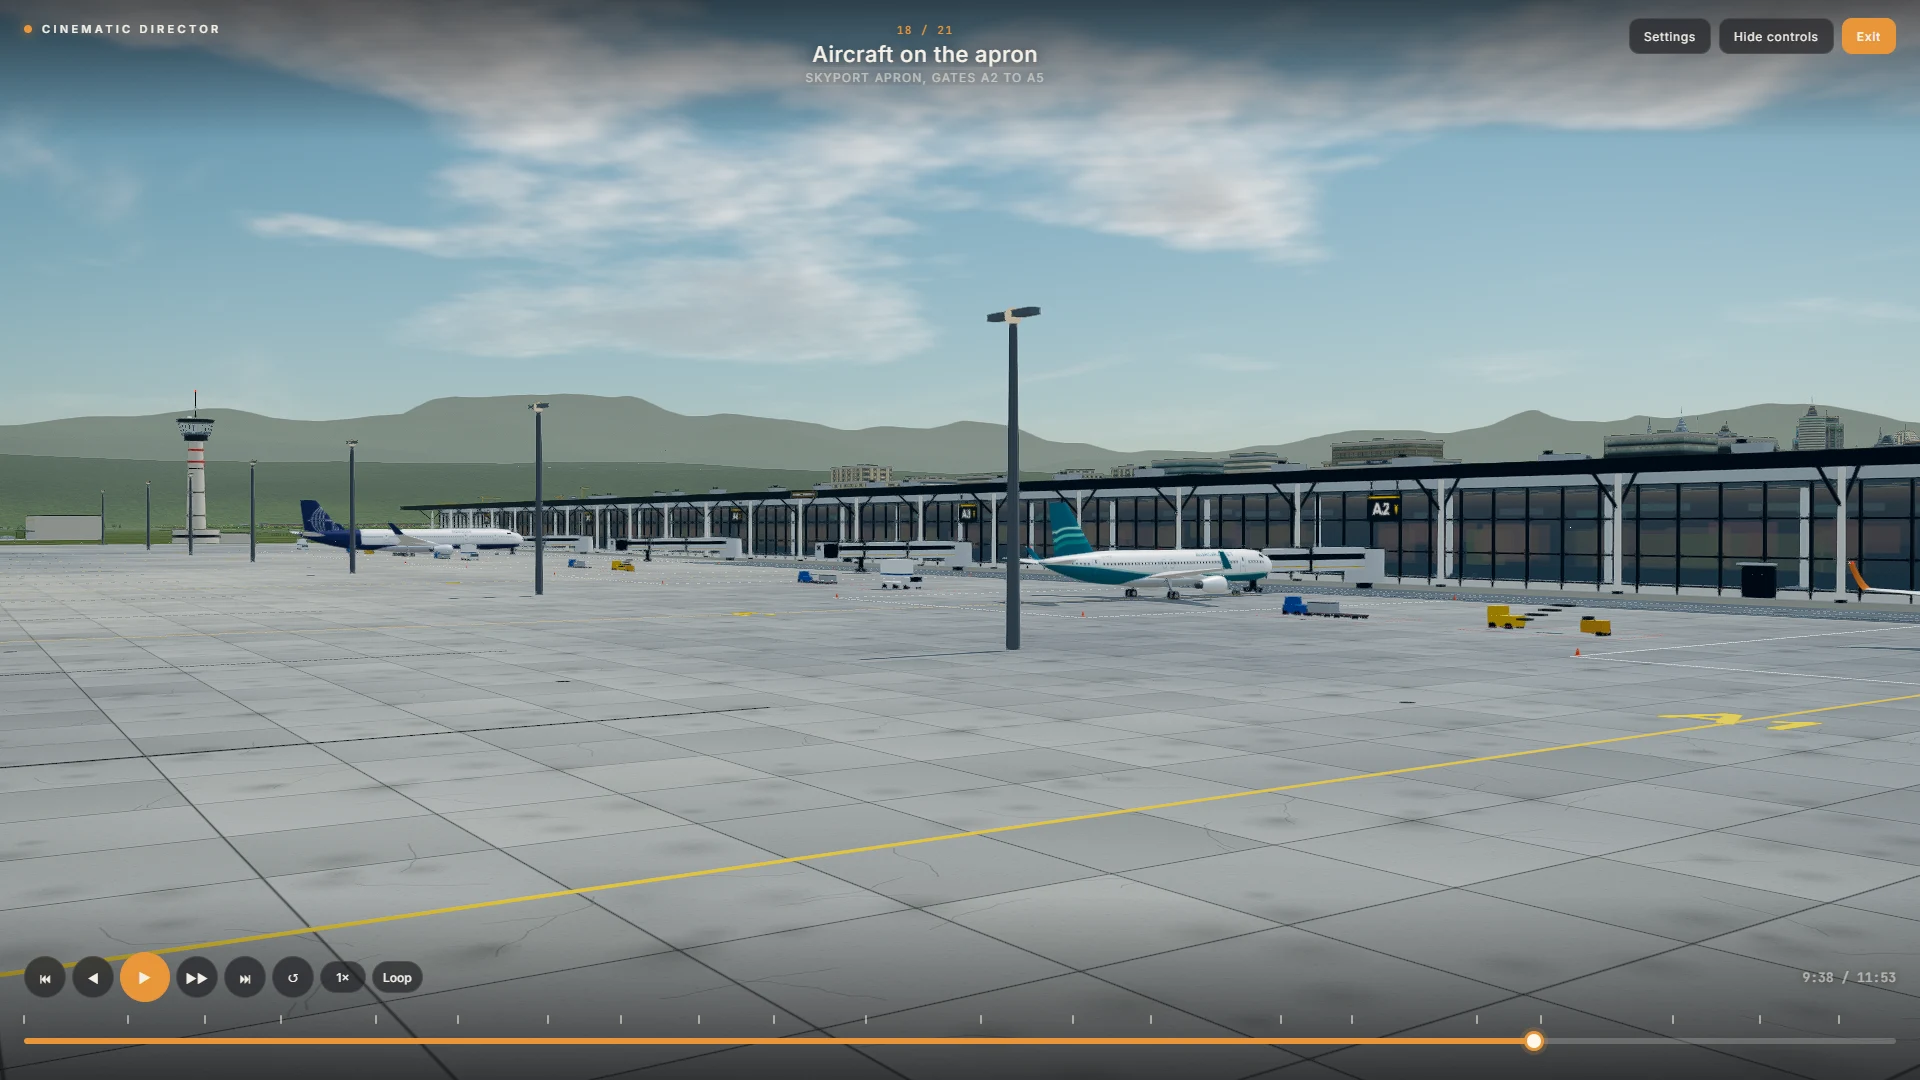 CINEMATIC DIRECTOR
18 / 21
Aircraft on the apron
SKYPORT APRON, GATES A2 TO A5
Settings
Hide controls
Exit
A2
A3
1×
Loop
9:38 / 11:53